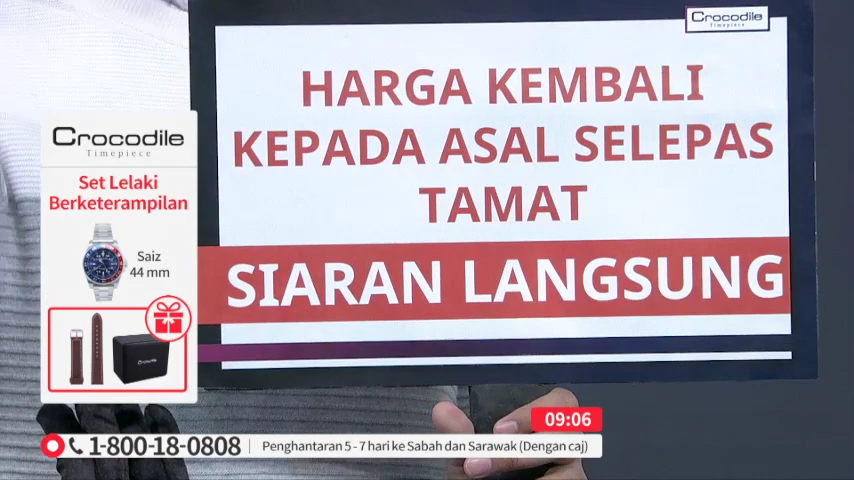 Crocodile
Timepiece
HARGA KEMBALI
KEPADA ASAL SELEPAS
TAMAT
SIARAN LANGSUNG
Crocodile
Timepiece
Set Lelaki
Berketerampilan
Saiz
44 mm
Crocodile
09:06
1-800-18-0808
Penghantaran 5 - 7 hari ke Sabah dan Sarawak (Dengan caj)